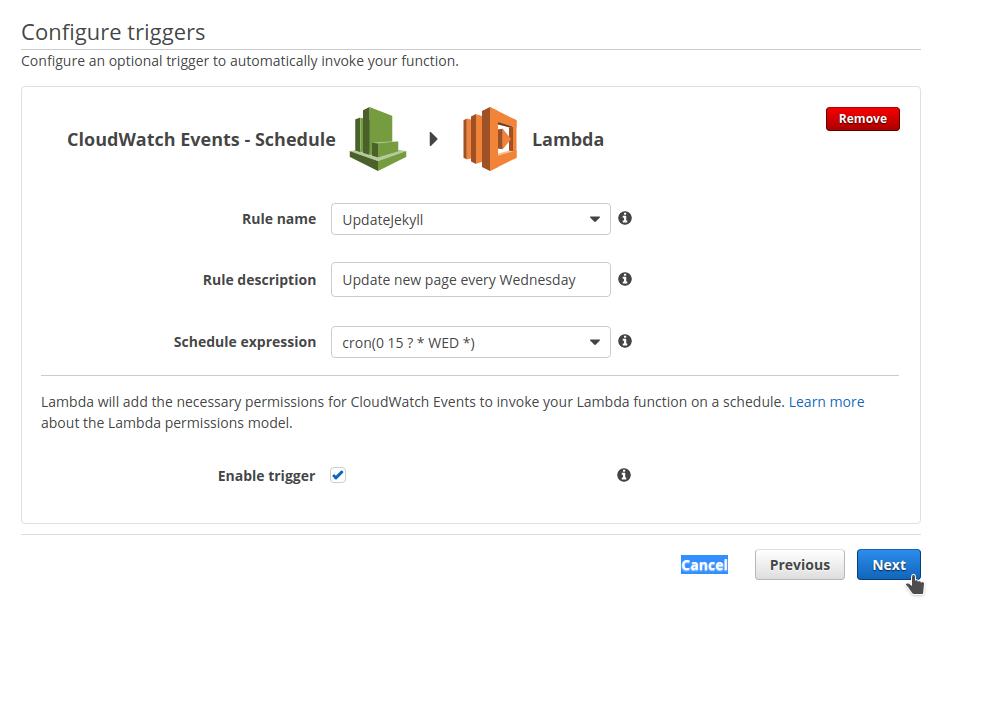 Configure triggers
Configure an optional trigger to automatically invoke your function.
CloudWatch Events - Schedule Lambda Remove
Rule name UpdateJekyll
Rule description Update new page every Wednesday
Schedule expression cron(0 15 ? * WED *)
Lambda will add the necessary permissions for CloudWatch Events to invoke your Lambda function on a schedule. Learn more
about the Lambda permissions model.
Enable trigger
Cancel Previous Next